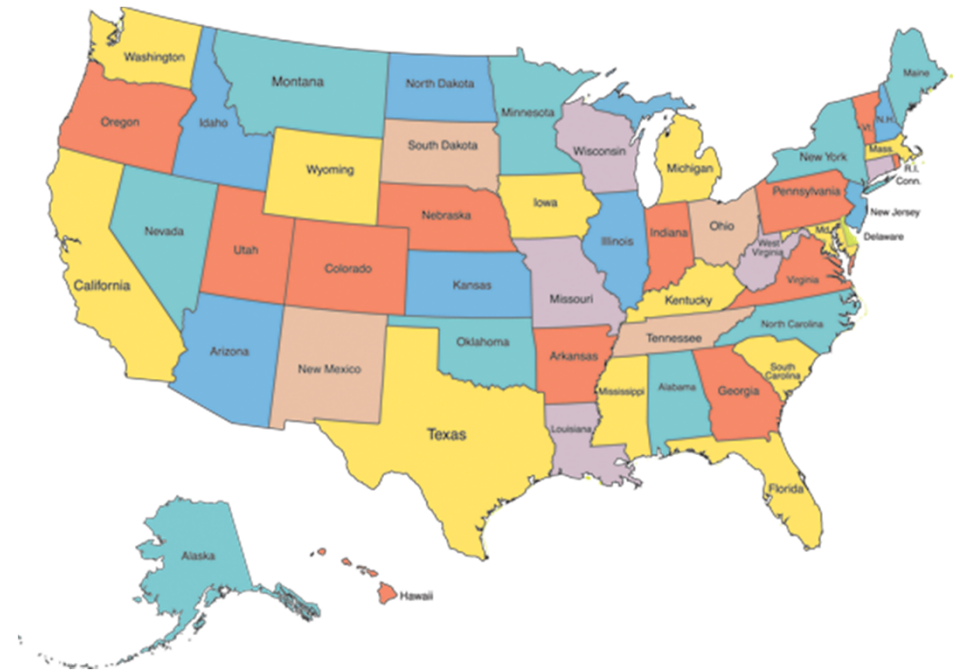 Washington
Montana
North Dakota
Minnesota
Maine
Oregon
Idaho
South Dakota
Wisconsin
Vt.
N.H.
Wyoming
Michigan
New York
Mass.
R.I.
Conn.
Iowa
Nebraska
Pennsylvania
New Jersey
Nevada
Utah
Colorado
Illinois
Indiana
Ohio
West
Virginia
Md.
Delaware
California
Kansas
Missouri
Kentucky
Virginia
Arizona
New Mexico
Oklahoma
Arkansas
Tennessee
North Carolina
Texas
Louisiana
Mississippi
Alabama
Georgia
South
Carolina
Florida
Alaska
Hawaii